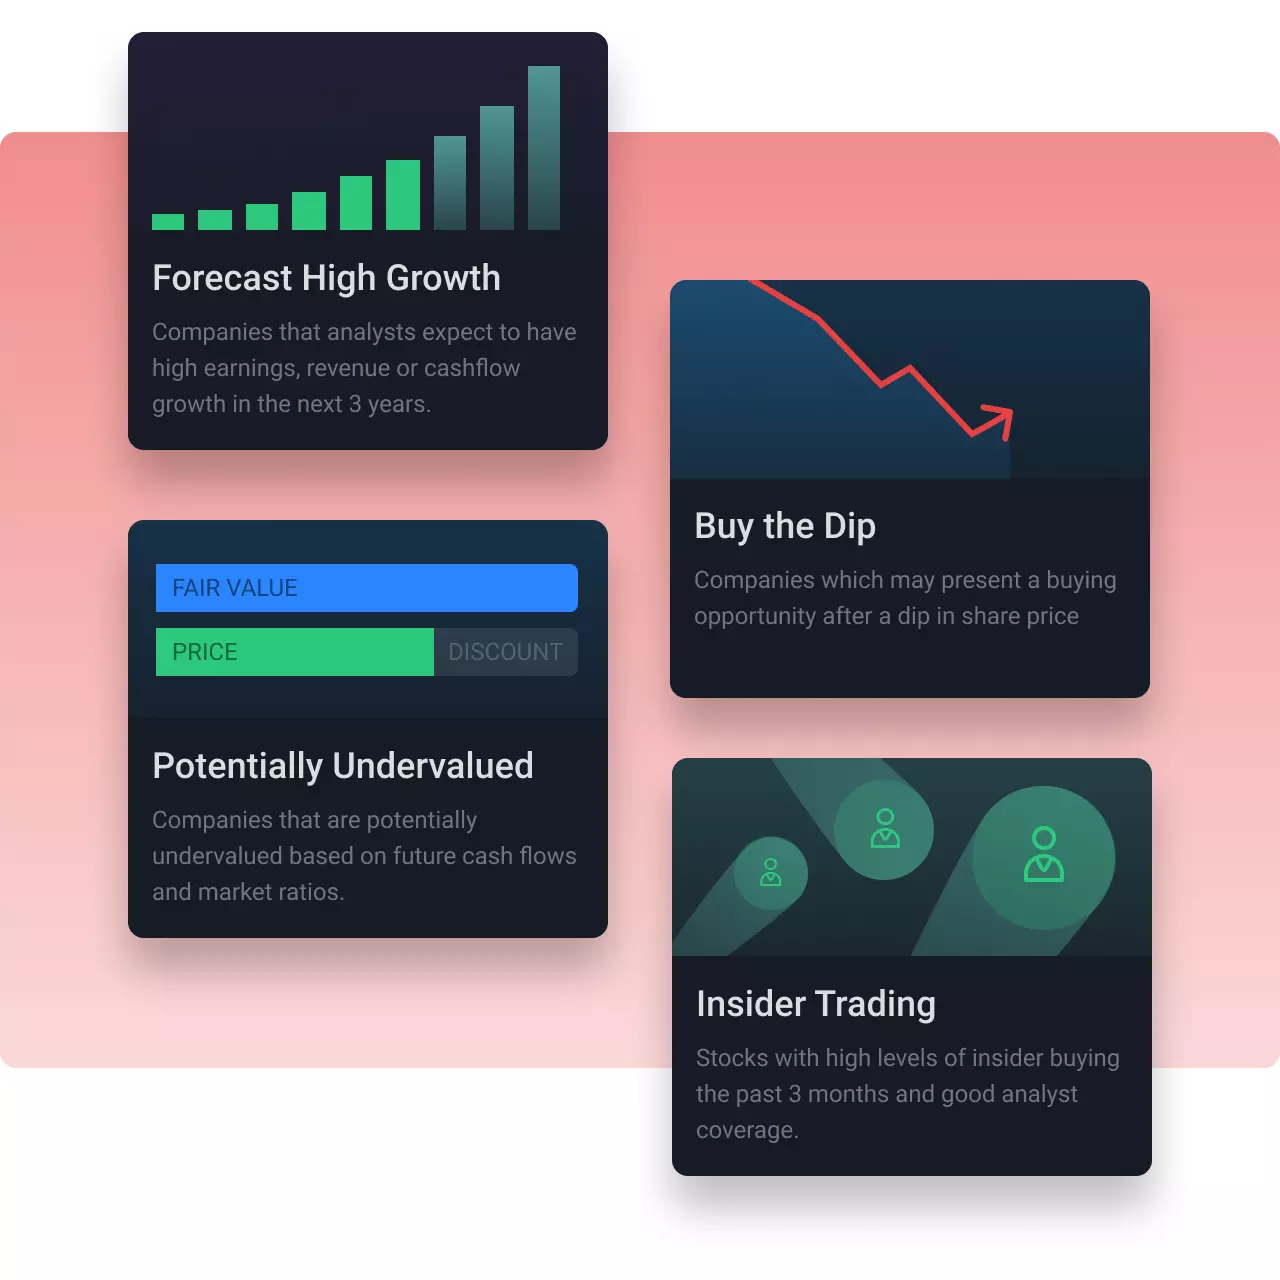 Forecast High Growth
Companies that analysts expect to have
high earnings, revenue or cashflow
growth in the next 3 years.
FAIR VALUE
PRICE
DISCOUNT
Potentially Undervalued
Companies that are potentially
undervalued based on future cash flows
and market ratios.
Buy the Dip
Companies which may present a buying
opportunity after a dip in share price
Insider Trading
Stocks with high levels of insider buying
the past 3 months and good analyst
coverage.